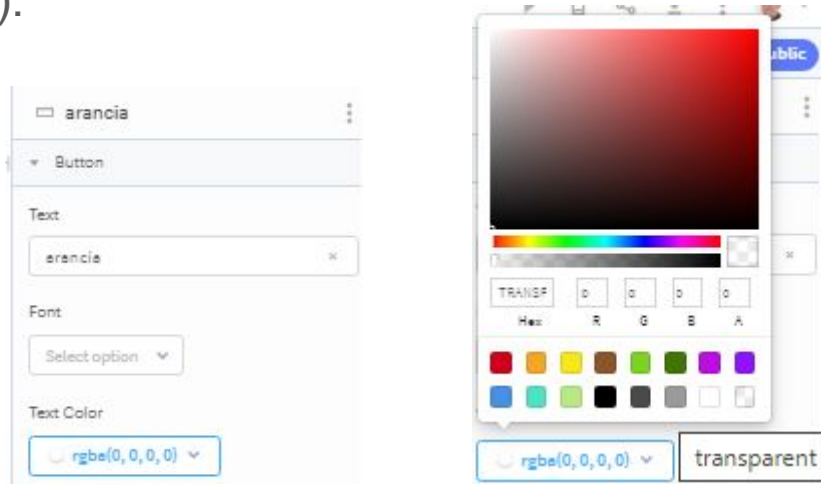 ).
arancia
Button
Text
arancia
Font
Select option
Text Color
rgba(0, 0, 0, 0)
ublic
TRANSF 0 0 0 0
Hex R G B A
rgba(0, 0, 0, 0)
transparent